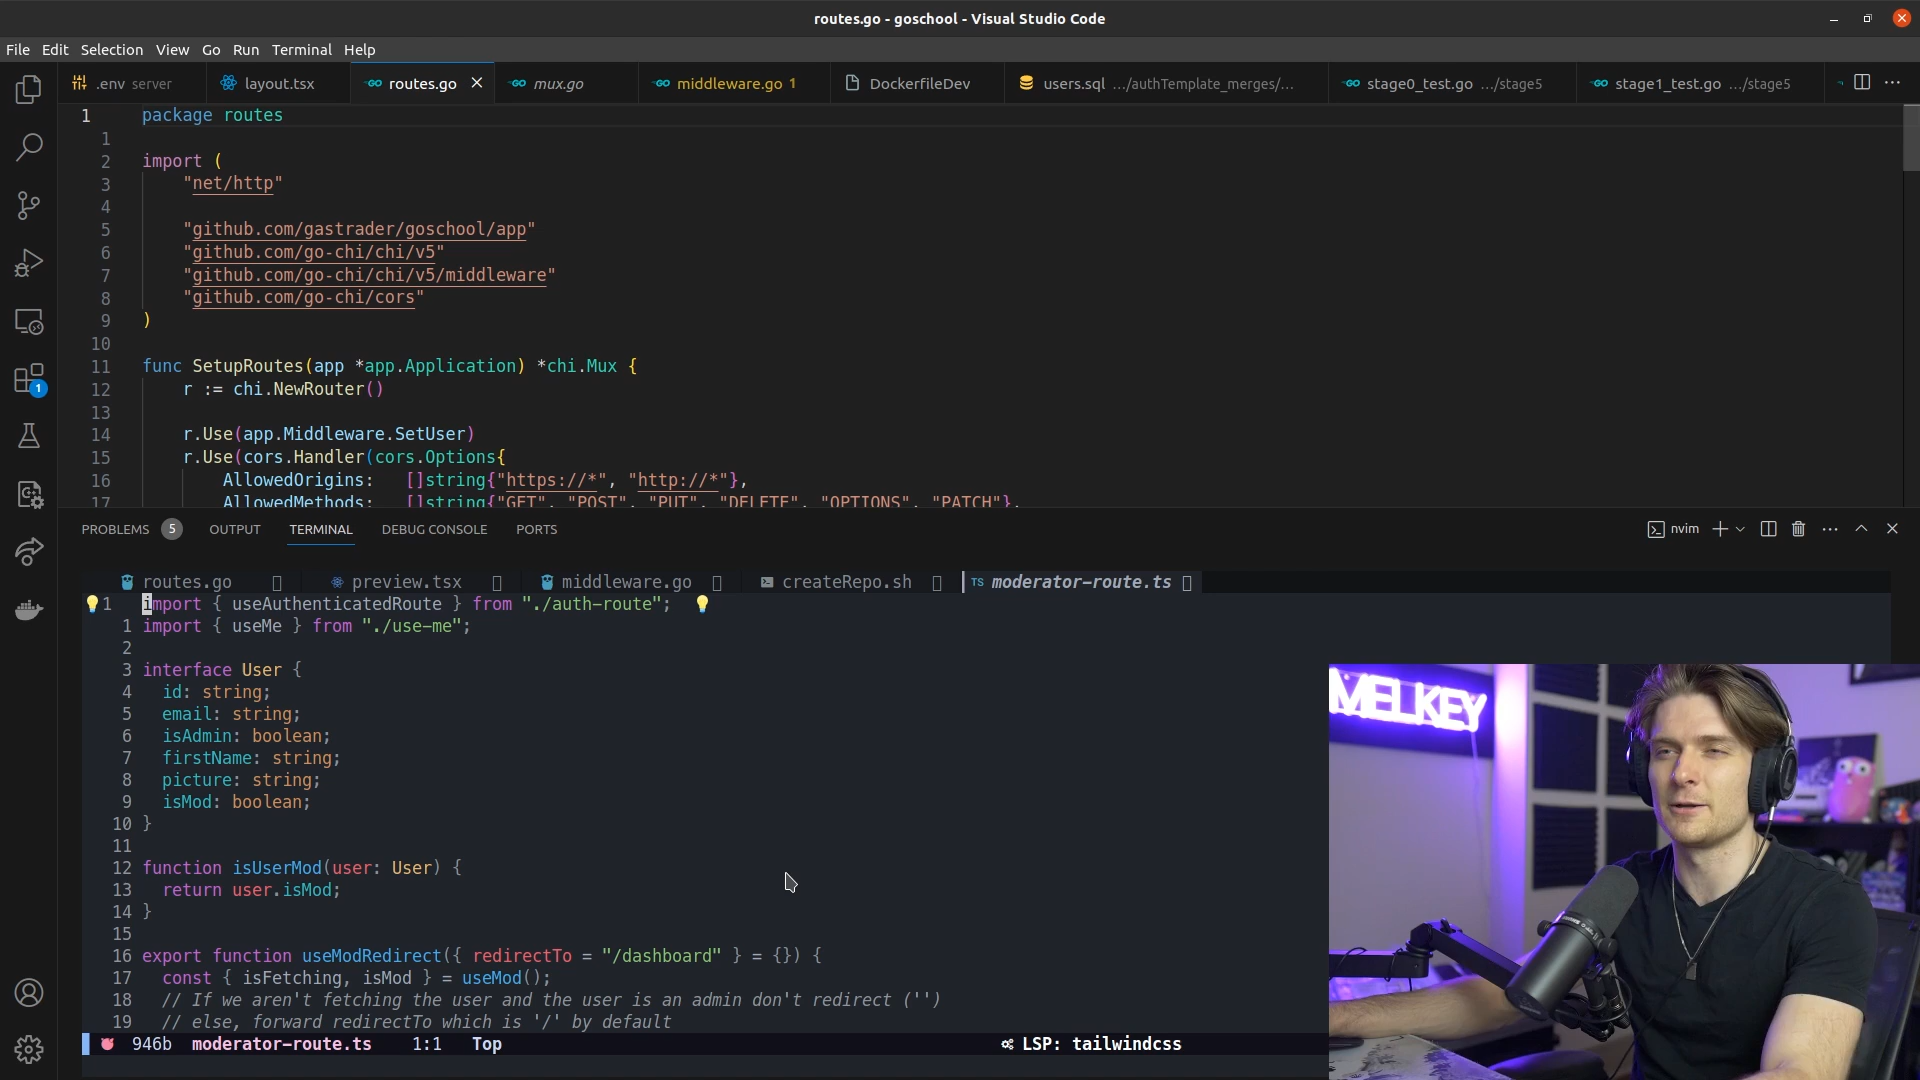 routes.go - goschool - Visual Studio Code
File Edit Selection View Go Run Terminal Help
.env server layout.tsx routes.go mux.go middleware.go 1 DockerfileDev users.sql .../authTemplate_merges/... stage0_test.go .../stage5 stage1_test.go .../stage5
1 package routes
1
2 import (
3 "net/http"
4
5 "github.com/gastrader/goschool/app"
6 "github.com/go-chi/chi/v5"
7 "github.com/go-chi/chi/v5/middleware"
8 "github.com/go-chi/cors"
9 )
10
11 func SetupRoutes(app *app.Application) *chi.Mux {
12 r := chi.NewRouter()
13
14 r.Use(app.Middleware.SetUser)
15 r.Use(cors.Handler(cors.Options{
16 AllowedOrigins: []string{"https://*", "http://*"},
17 AllowedMethods: []string{"GET", "POST", "PUT", "DELETE", "OPTIONS", "PATCH"},
1
PROBLEMS 5 OUTPUT TERMINAL DEBUG CONSOLE PORTS nvim
routes.go preview.tsx middleware.go createRepo.sh TS moderator-route.ts
1 import { useAuthenticatedRoute } from "./auth-route";
1 import { useMe } from "./use-me";
2
3 interface User {
4 id: string;
5 email: string;
6 isAdmin: boolean;
7 firstName: string;
8 picture: string;
9 isMod: boolean;
10 }
11
12 function isUserMod(user: User) {
13 return user.isMod;
14 }
15
16 export function useModRedirect({ redirectTo = "/dashboard" } = {}) {
17 const { isFetching, isMod } = useMod();
18 // If we aren't fetching the user and the user is an admin don't redirect ('')
19 // else, forward redirectTo which is '/' by default
946b moderator-route.ts 1:1 Top LSP: tailwindcss
MELKEY